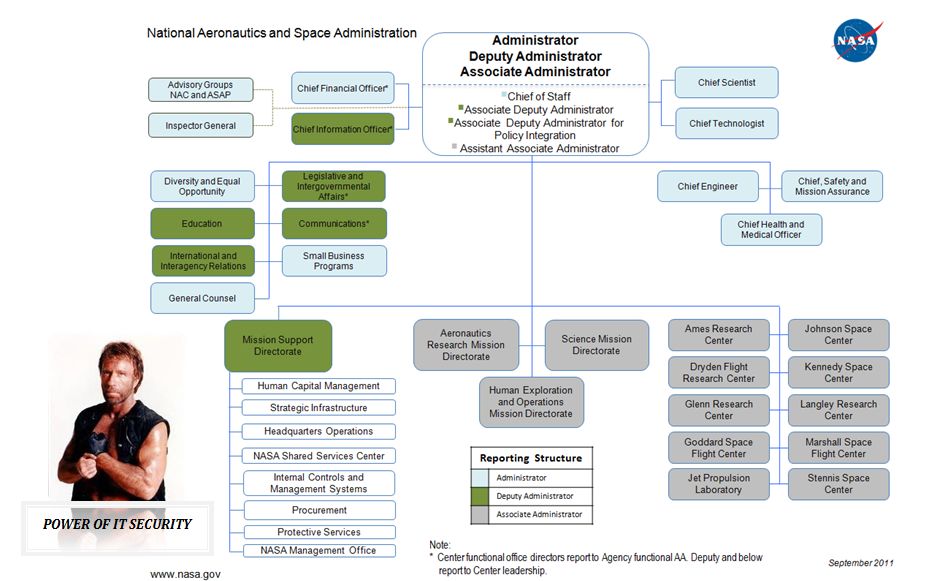 National Aeronautics and Space Administration
NASA
Administrator
Deputy Administrator
Associate Administrator
Chief of Staff
Associate Deputy Administrator
Associate Deputy Administrator for
Policy Integration
Assistant Associate Administrator
Advisory Groups
NAC and ASAP
Inspector General
Chief Financial Officer*
Chief Information Officer*
Chief Scientist
Chief Technologist
Diversity and Equal
Opportunity
Legislative and
Intergovernmental
Affairs*
Education
Communications*
International and
Interagency Relations
Small Business
Programs
General Counsel
Chief Engineer
Chief, Safety and
Mission Assurance
Chief Health and
Medical Officer
Mission Support
Directorate
Human Capital Management
Strategic Infrastructure
Headquarters Operations
NASA Shared Services Center
Internal Controls and
Management Systems
Procurement
Protective Services
NASA Management Office
Aeronautics
Research Mission
Directorate
Science Mission
Directorate
Human Exploration
and Operations
Mission Directorate
Ames Research
Center
Johnson Space
Center
Dryden Flight
Research Center
Kennedy Space
Center
Glenn Research
Center
Langley Research
Center
Goddard Space
Flight Center
Marshall Space
Flight Center
Jet Propulsion
Laboratory
Stennis Space
Center
Reporting Structure
Administrator
Deputy Administrator
Associate Administrator
POWER OF IT SECURITY
Note:
* Center functional office directors report to Agency functional AA. Deputy and below
report to Center leadership.
www.nasa.gov
September 2011